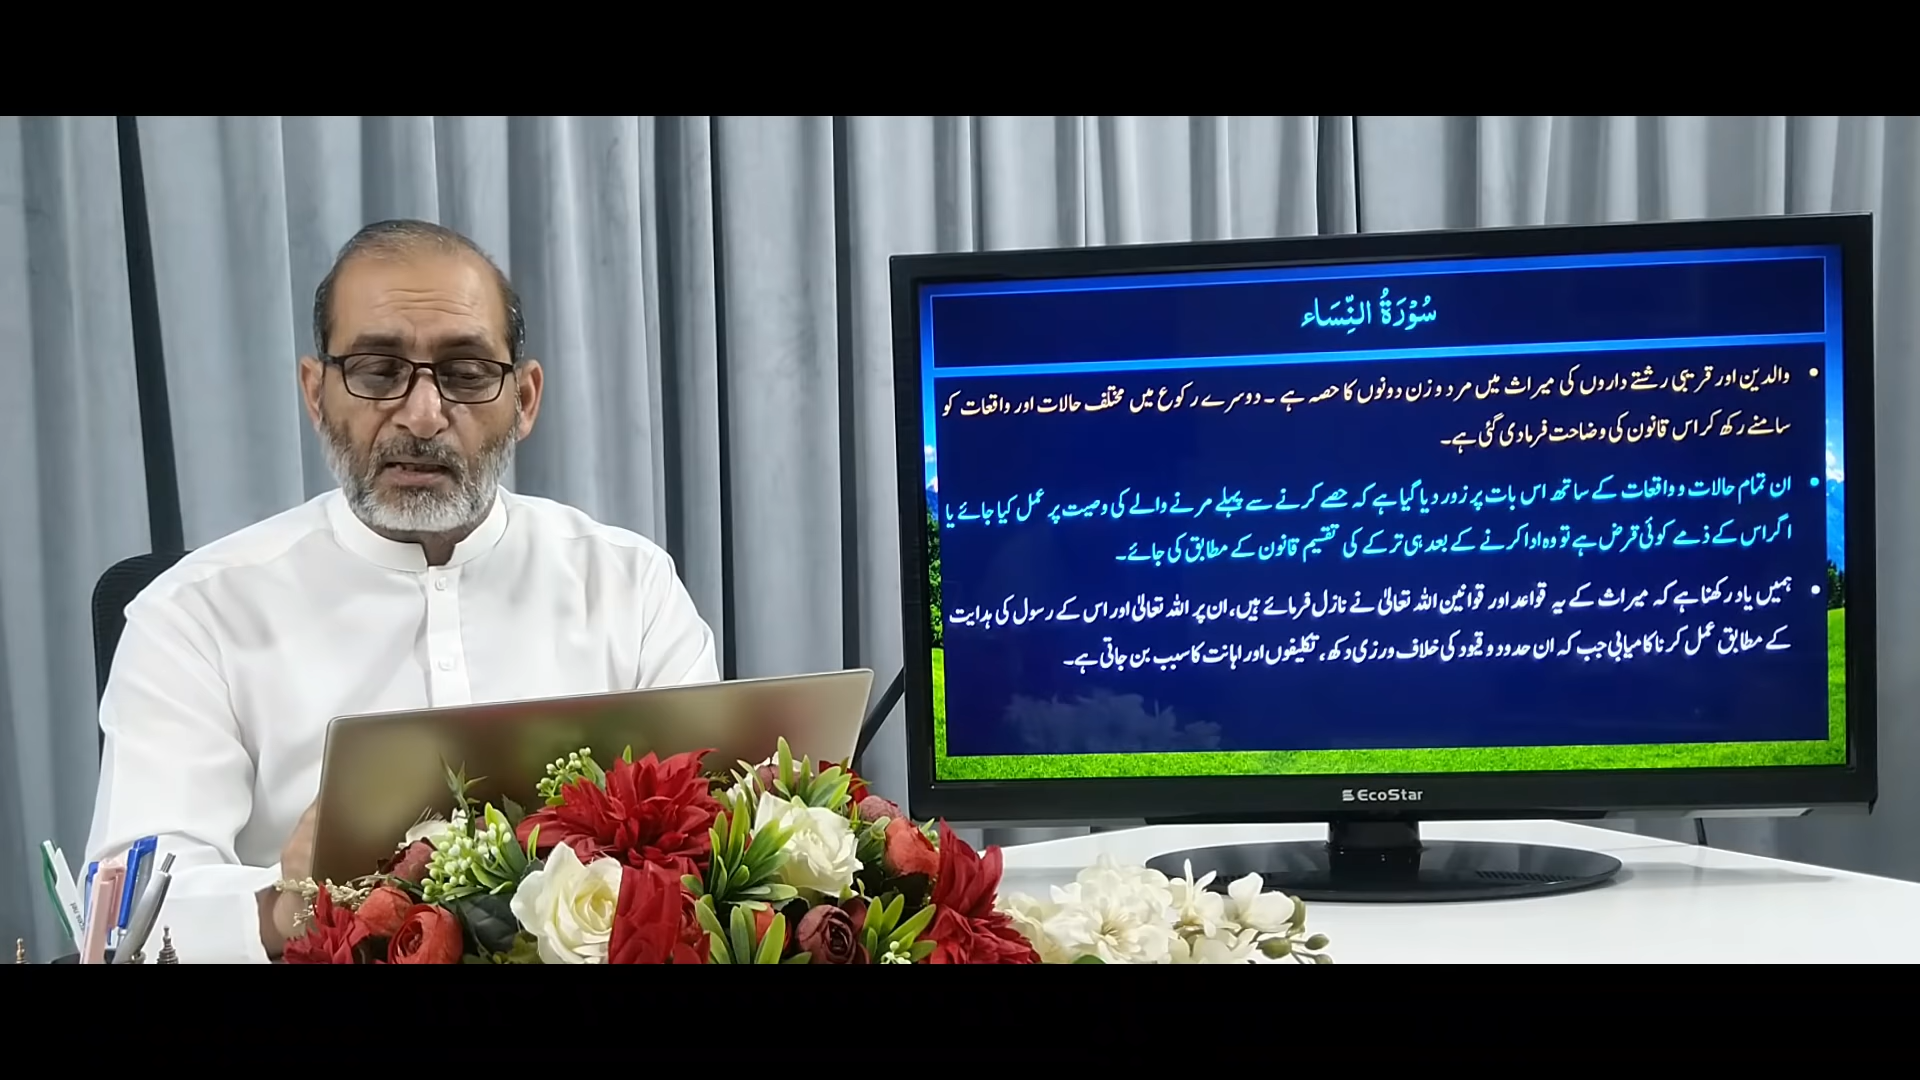 سُوْرَةُ النِّسَاء
• والدین اور قریبی رشتے داروں کی میراث میں مرد و زن دونوں کا حصہ ہے ۔ دوسرے رکوع میں مختلف حالات اور واقعات کو
سامنے رکھ کر اس قانون کی وضاحت فرما دی گئی ہے۔
• ان تمام حالات و واقعات کے ساتھ اس بات پر زور دیا گیا ہے کہ حصے کرنے سے پہلے مرنے والے کی وصیت پر عمل کیا جائے یا
اگر اس کے ذمے کوئی قرض ہے تو وہ ادا کرنے کے بعد ہی ترکے کی تقسیم قانون کے مطابق کی جائے۔
• ہمیں یاد رکھنا ہے کہ میراث کے یہ قواعد اور قوانین اللہ تعالیٰ نے نازل فرمائے ہیں، ان پر اللہ تعالیٰ اور اس کے رسول کی ہدایت
کے مطابق عمل کرنا کامیابی جب کہ ان حدود و قیود کی خلاف ورزی دکھ، تکلیفوں اور اہانت کا سبب بن جاتی ہے۔
EcoStar